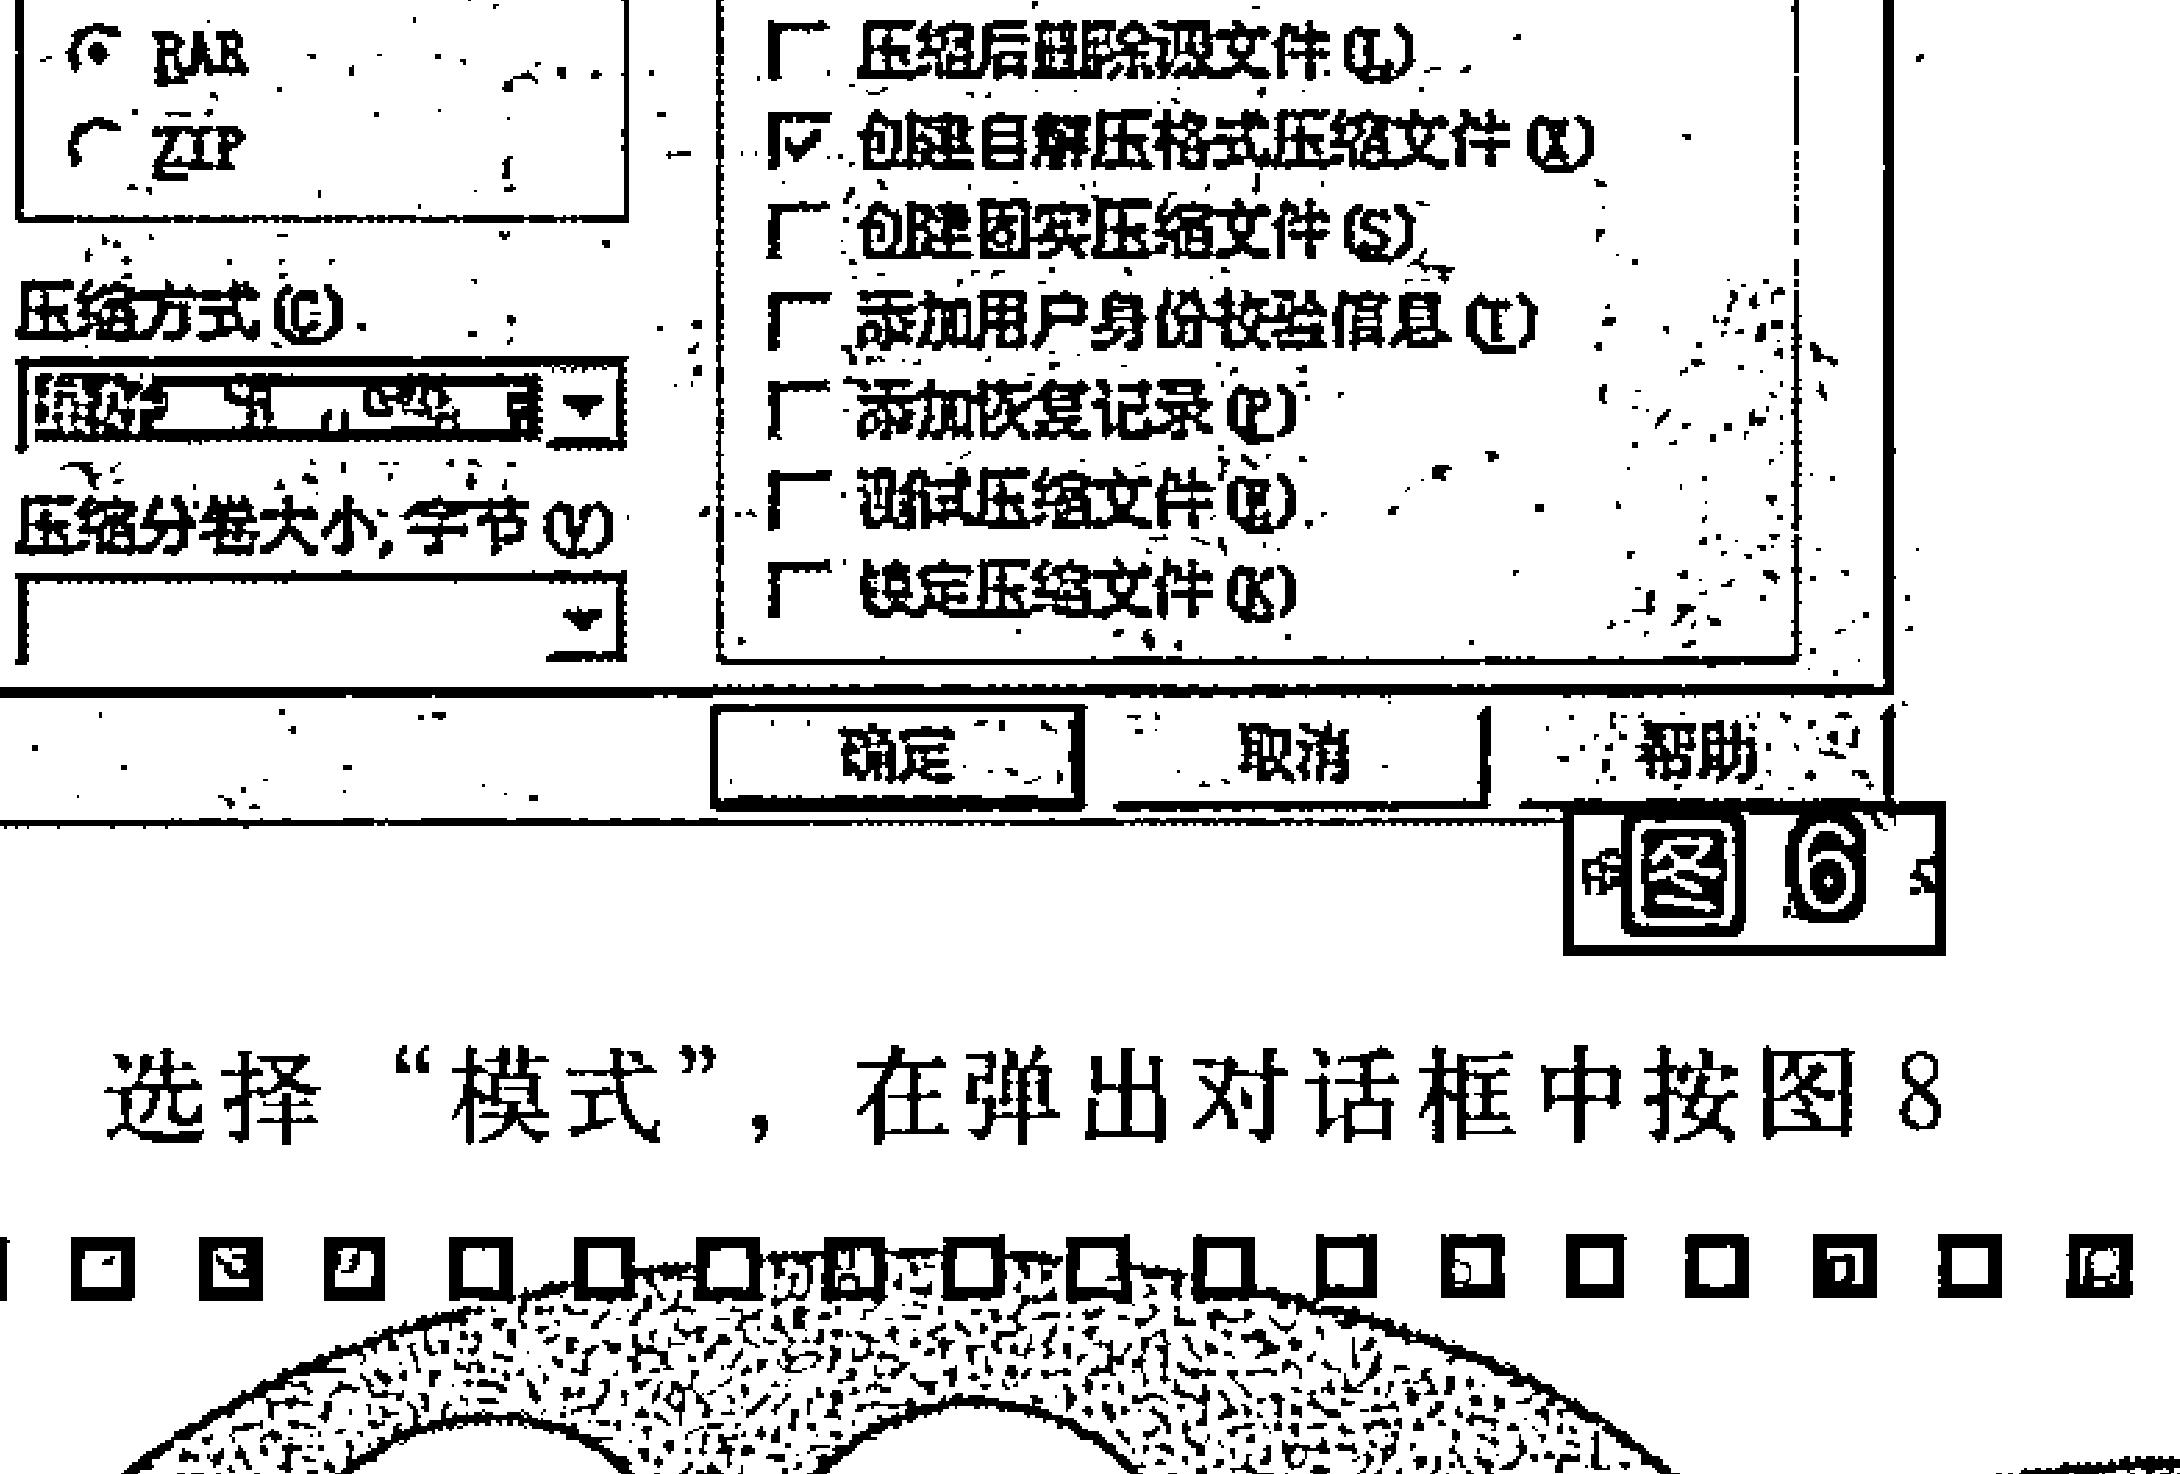 RAR
ZIP
压缩方式(C)
压缩分卷大小,字节(V)
压缩后删除源文件(L)
创建自解压格式压缩文件(X)
创建固实压缩文件(S)
添加用户身份校验信息(T)
添加恢复记录(P)
测试压缩文件(E)
锁定压缩文件(K)
确定
取消
帮助
图 6
选择“模式”，在弹出对话框中按图 8